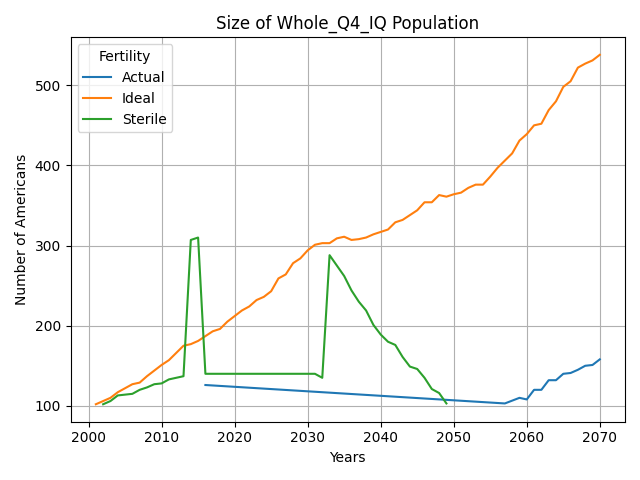 Size of Whole_Q4_IQ Population
Fertility
Actual
Ideal
Sterile
Number of Americans
500
400
300
200
100
2000 2010 2020 2030 2040 2050 2060 2070
Years